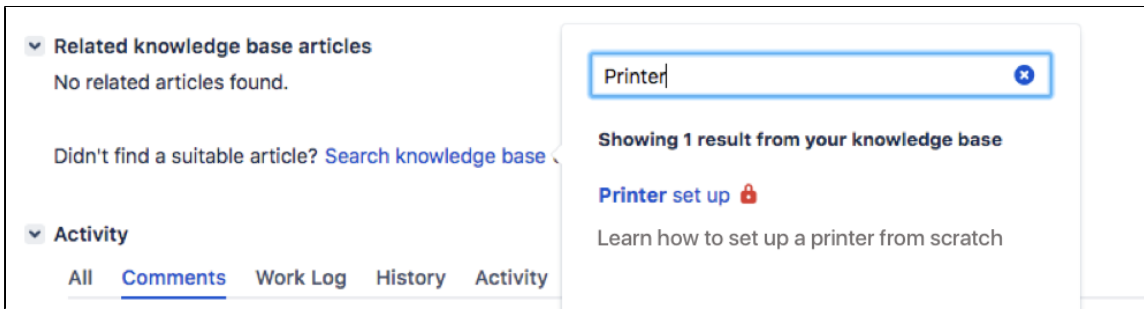 Related knowledge base articles
No related articles found.
Didn't find a suitable article? Search knowledge base
Activity
All Comments Work Log History Activity
Printer
Showing 1 result from your knowledge base
Printer set up
Learn how to set up a printer from scratch